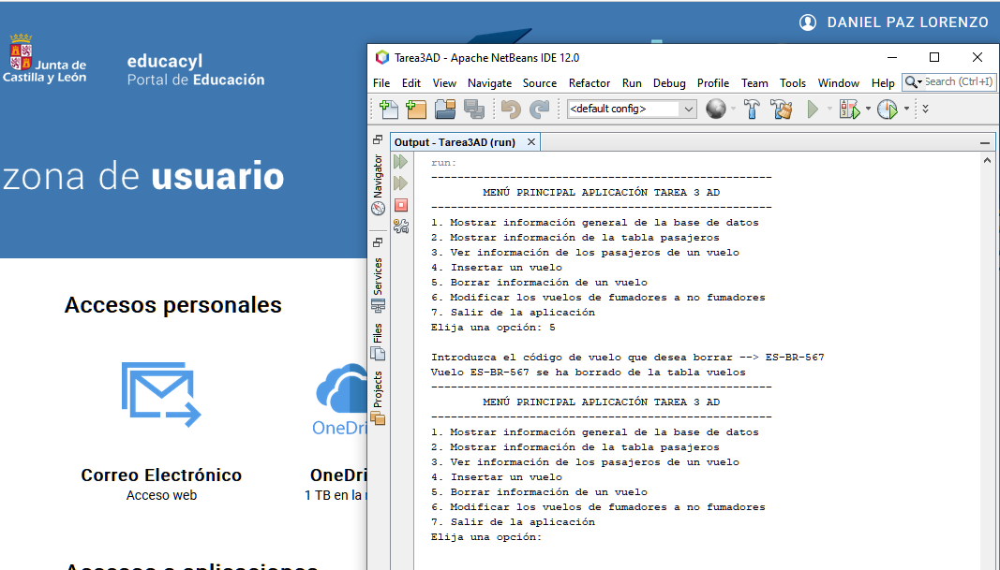 DANIEL PAZ LORENZO
Junta de
Castilla y León
educacyl
Portal de Educación
zona de usuario
Accesos personales
Correo Electrónico
Acceso web
OneDri
OneDri
1 TB en la
Tarea3AD - Apache NetBeans IDE 12.0
File Edit View Navigate Source Refactor Run Debug Profile Team Tools Window Help Search (Ctrl+I)
<default config>
Output - Tarea3AD (run)
Navigator
Services
Files
Projects
run:
----------------------------------------------------
MENÚ PRINCIPAL APLICACIÓN TAREA 3 AD
----------------------------------------------------
1. Mostrar información general de la base de datos
2. Mostrar información de la tabla pasajeros
3. Ver información de los pasajeros de un vuelo
4. Insertar un vuelo
5. Borrar información de un vuelo
6. Modificar los vuelos de fumadores a no fumadores
7. Salir de la aplicación
Elija una opción: 5
Introduzca el código de vuelo que desea borrar --> ES-BR-567
Vuelo ES-BR-567 se ha borrado de la tabla vuelos
----------------------------------------------------
MENÚ PRINCIPAL APLICACIÓN TAREA 3 AD
----------------------------------------------------
1. Mostrar información general de la base de datos
2. Mostrar información de la tabla pasajeros
3. Ver información de los pasajeros de un vuelo
4. Insertar un vuelo
5. Borrar información de un vuelo
6. Modificar los vuelos de fumadores a no fumadores
7. Salir de la aplicación
Elija una opción: